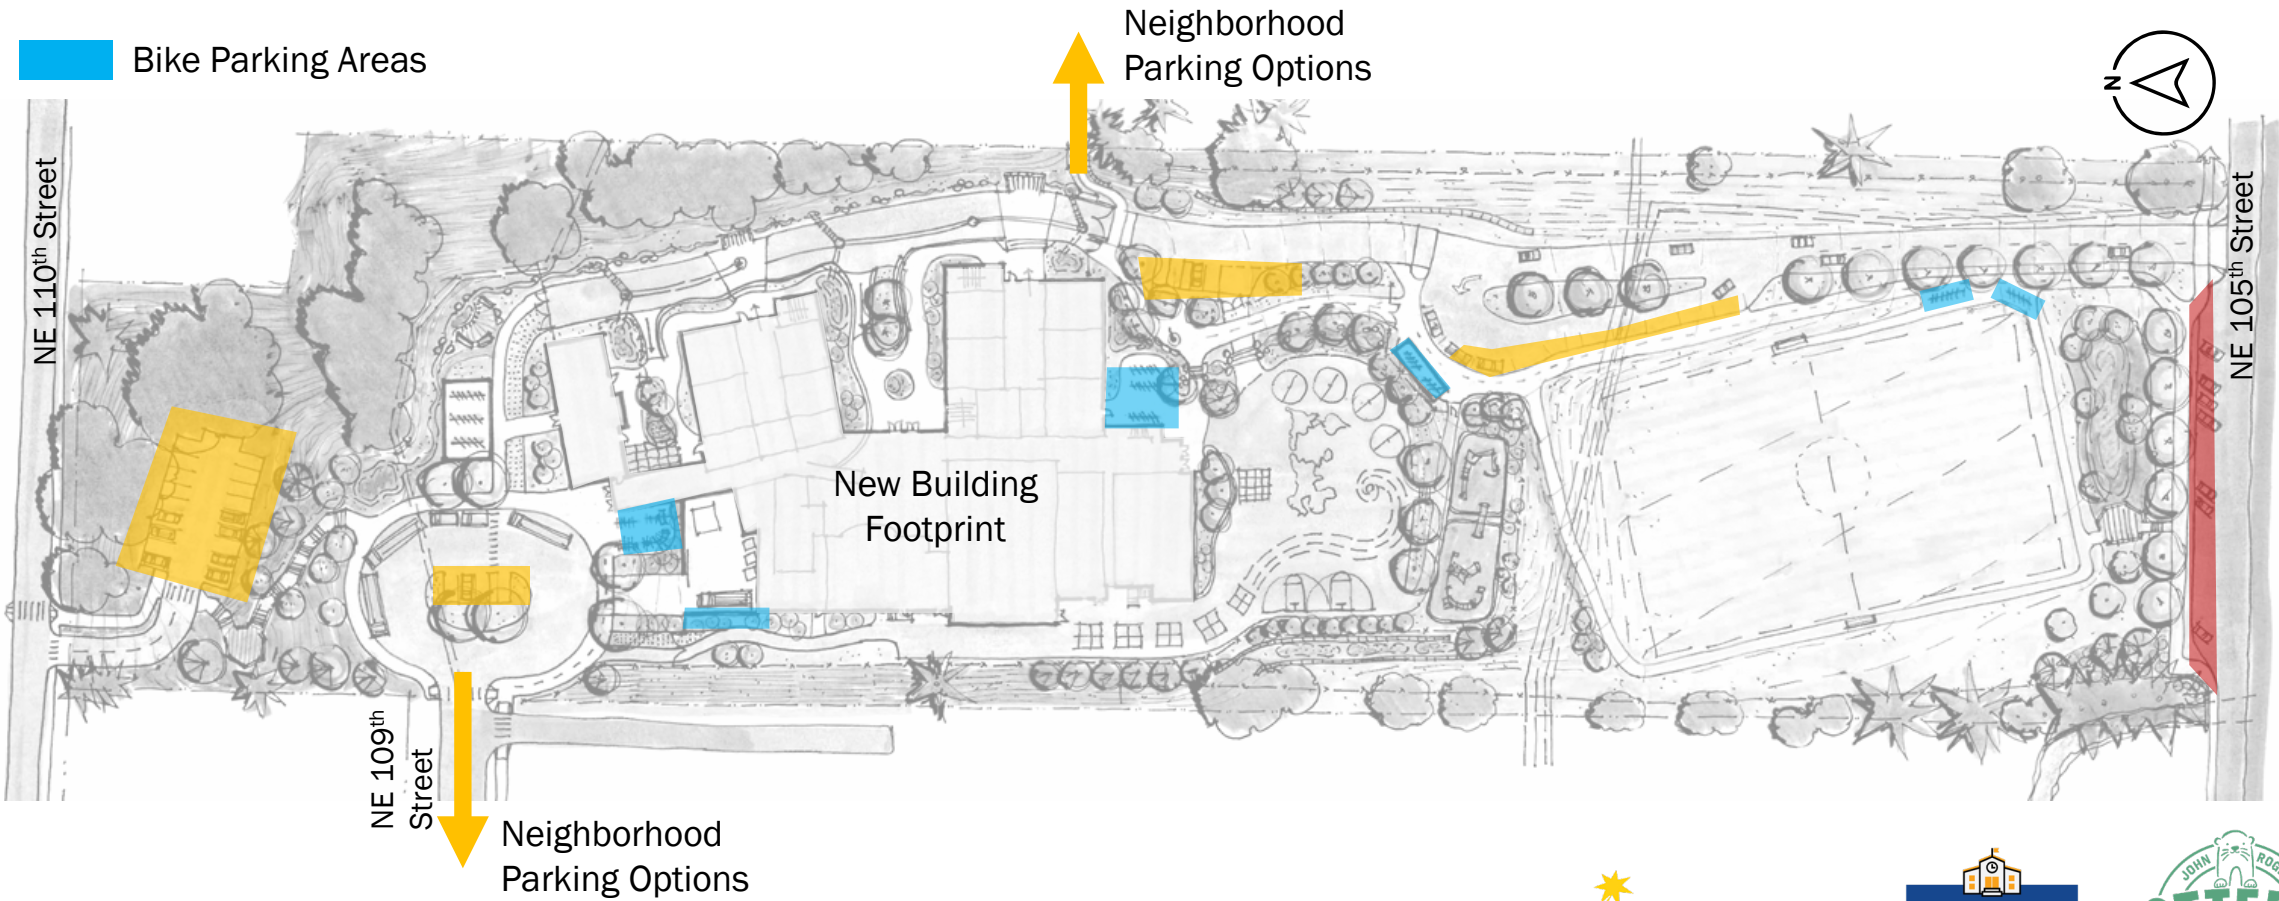 Neighborhood
Parking Options
Bike Parking Areas
N
NE 110th Street
NE 105th Street
New Building
Footprint
NE 109th
Street
Neighborhood
Parking Options
JOHN